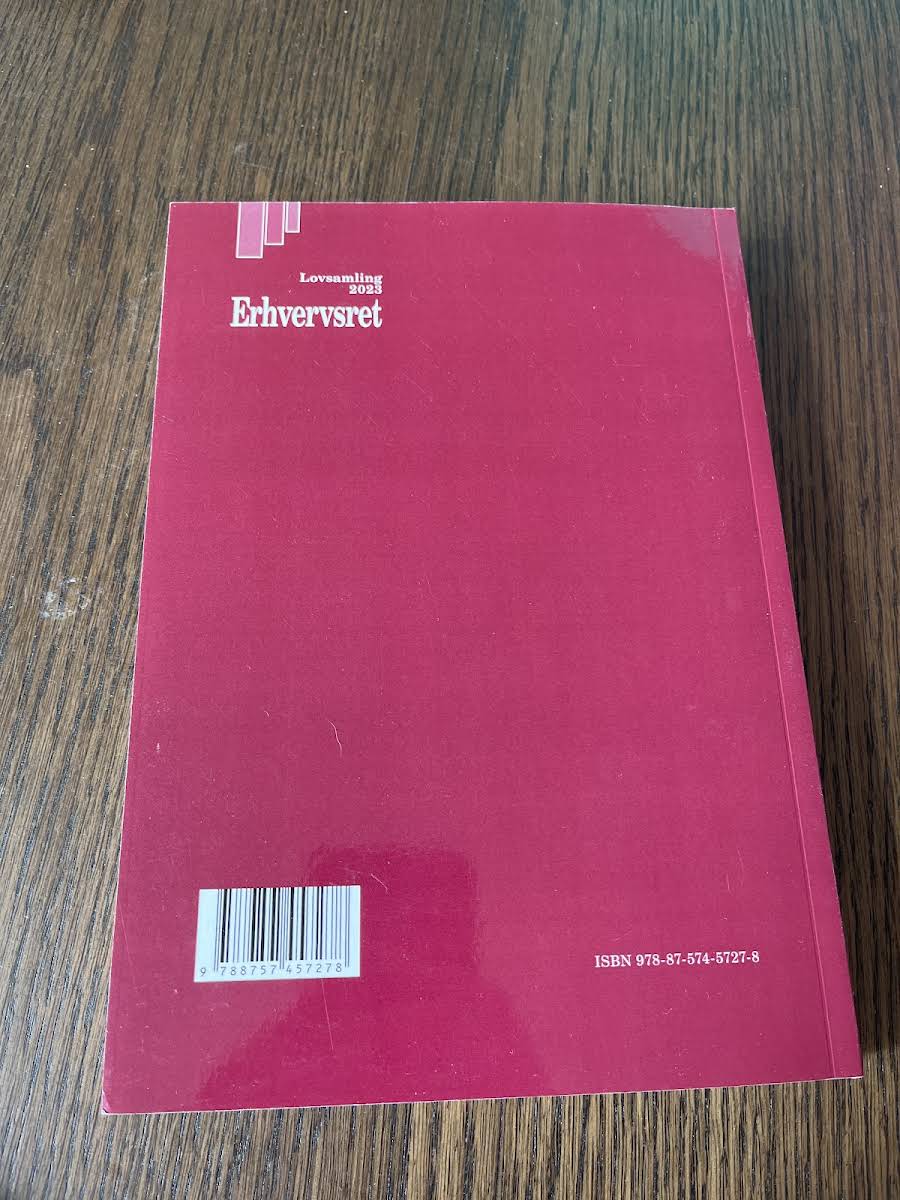 Lovsamling
2023
Erhvervsret
9 788757 457278
ISBN 978-87-574-5727-8